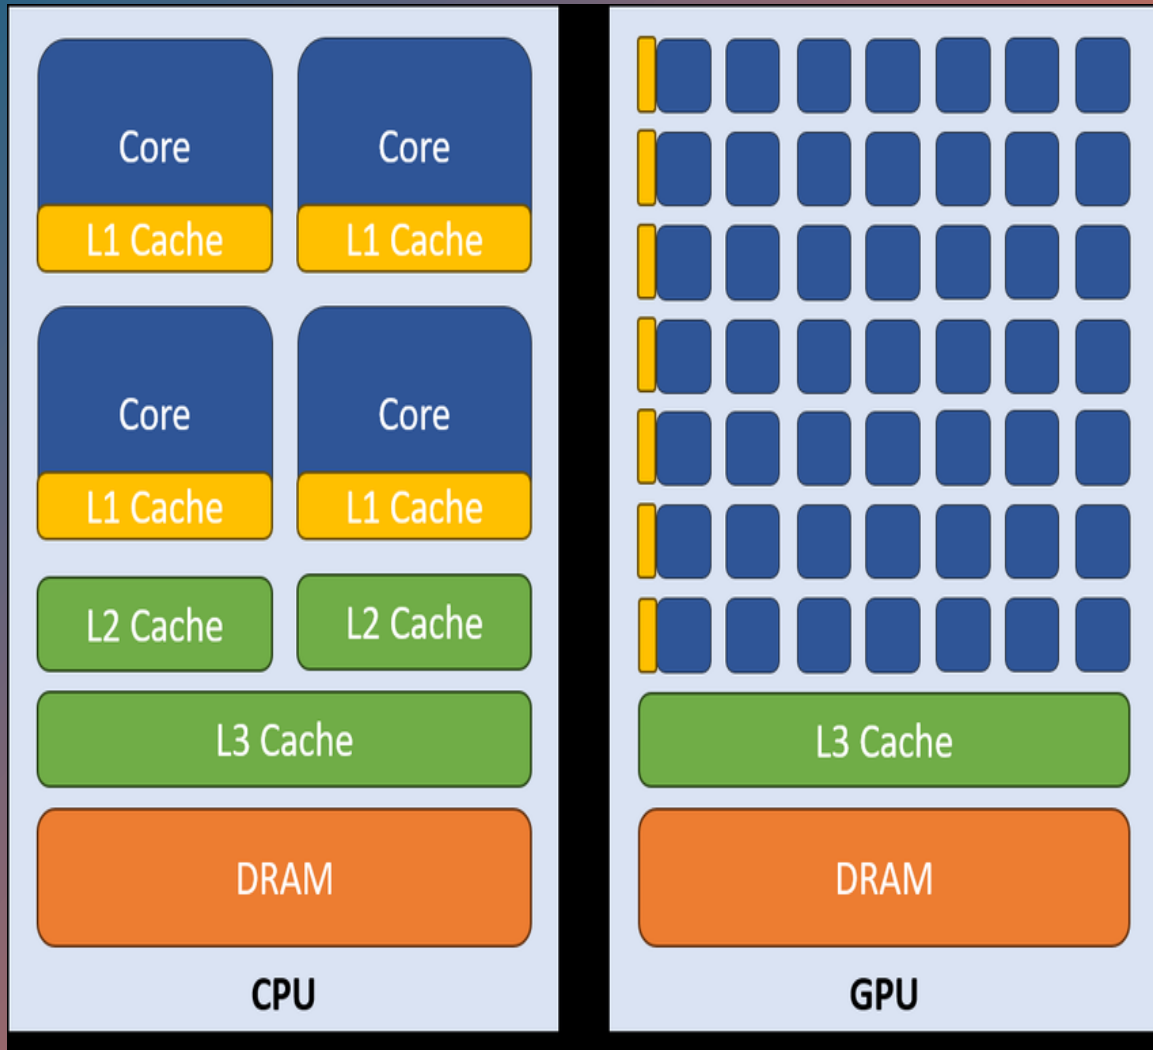 Core
Core
L1 Cache
L1 Cache
Core
Core
L1 Cache
L1 Cache
L2 Cache
L2 Cache
L3 Cache
DRAM
CPU
L3 Cache
DRAM
GPU